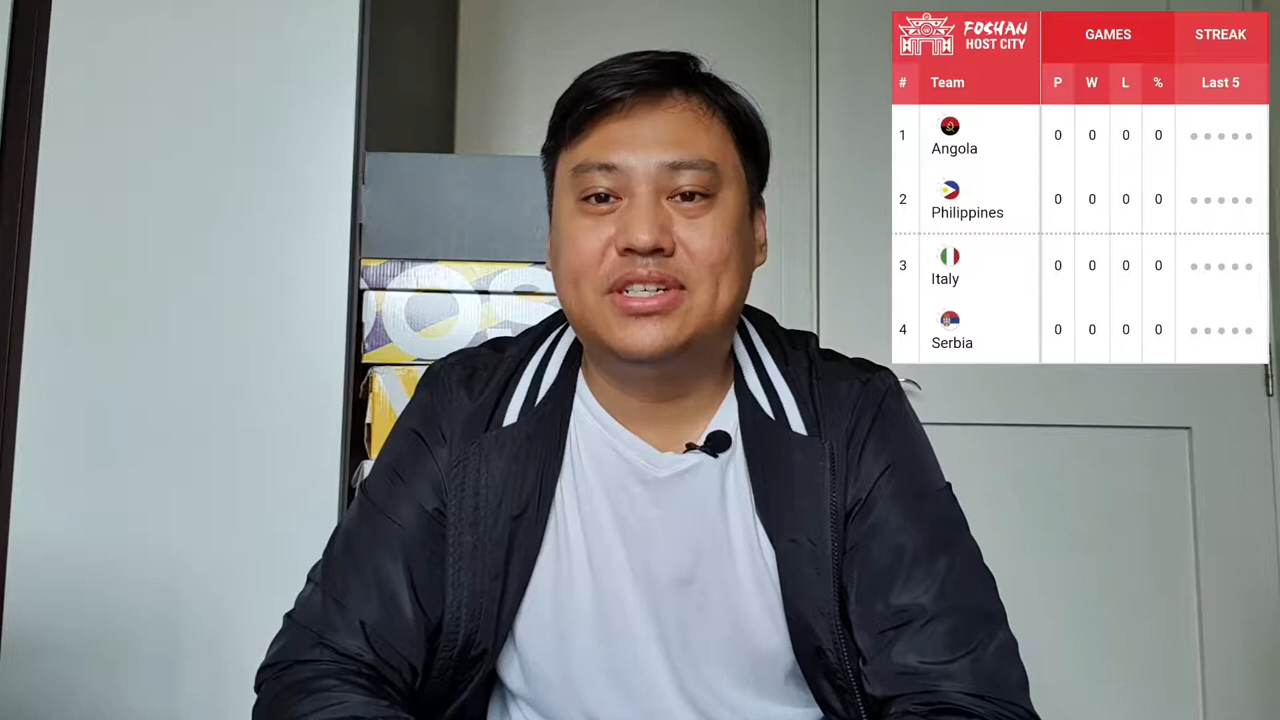 FOSHAN
HOST CITY
GAMES
STREAK
# Team P W L % Last 5
1 Angola 0 0 0 0
2 Philippines 0 0 0 0
3 Italy 0 0 0 0
4 Serbia 0 0 0 0